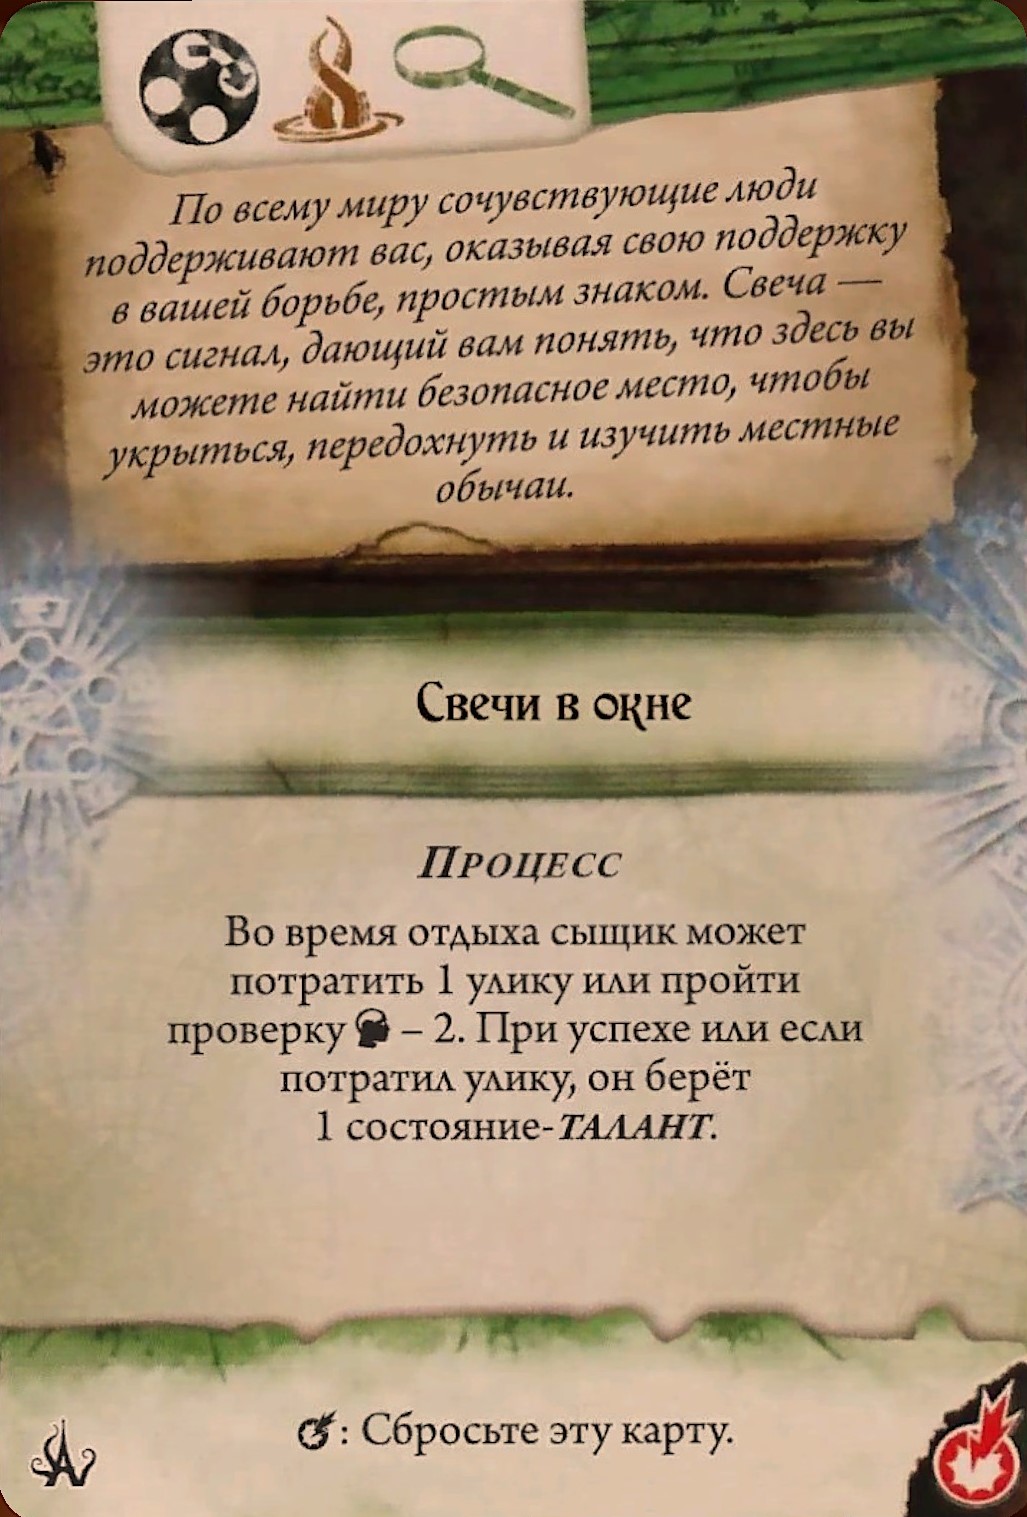 По всему миру сочувствующие люди
поддерживают вас, оказывая свою поддержку
в вашей борьбе, простым знаком. Свеча —
это сигнал, дающий вам понять, что здесь вы
можете найти безопасное место, чтобы
укрыться, передохнуть и изучить местные
обычаи.
Свечи в окне
Процесс
Во время отдыха сыщик может
потратить 1 улику или пройти
проверку – 2. При успехе или если
потратил улику, он берёт
1 состояние-ТАЛАНТ.
: Сбросьте эту карту.